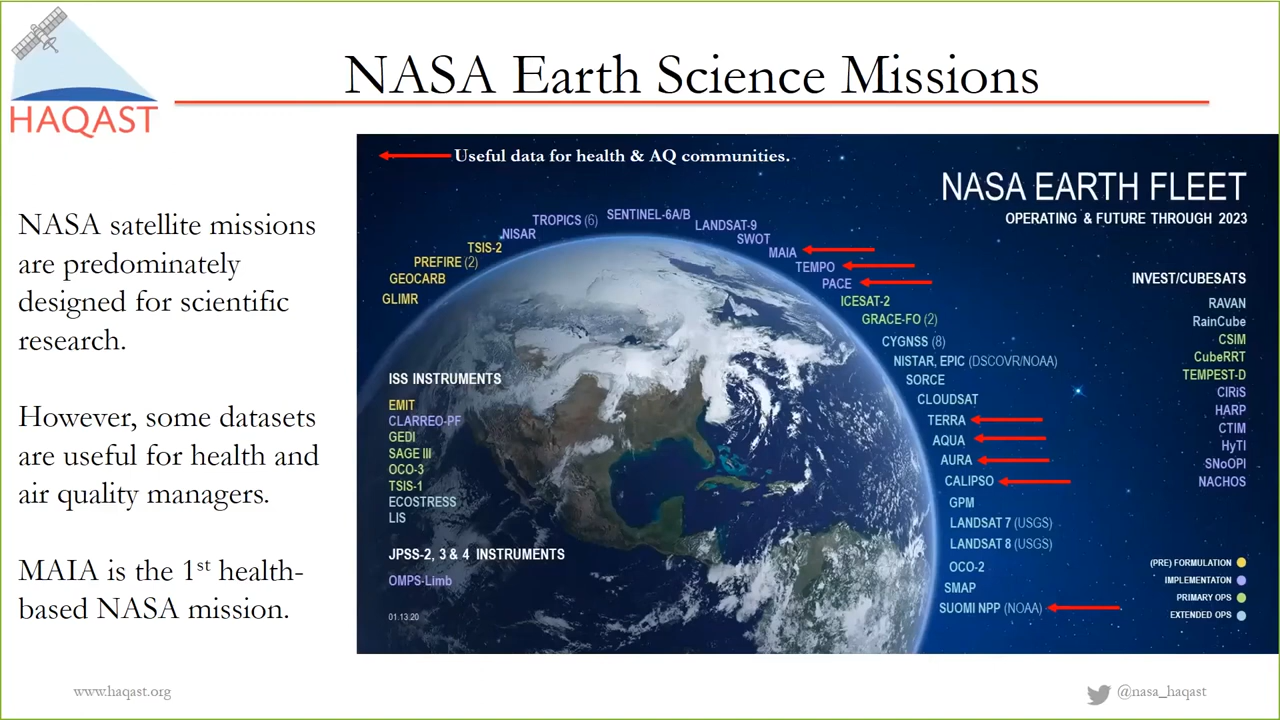 HAQAST
NASA Earth Science Missions
NASA satellite missions
are predominately
designed for scientific
research.
However, some datasets
are useful for health and
air quality managers.
MAIA is the 1st health-
based NASA mission.
Useful data for health & AQ communities.
NASA EARTH FLEET
OPERATING & FUTURE THROUGH 2023
GLIMR
GEOCARB
PREFIRE (2)
TSIS-2
NISAR
TROPICS (6)
SENTINEL-6A/B
LANDSAT-9
SWOT
MAIA
TEMPO
PACE
ICESAT-2
GRACE-FO (2)
CYGNSS (8)
NISTAR, EPIC (DSCOVR/NOAA)
SORCE
CLOUDSAT
TERRA
AQUA
AURA
CALIPSO
GPM
LANDSAT 7 (USGS)
LANDSAT 8 (USGS)
OCO-2
SMAP
SUOMI NPP (NOAA)
ISS INSTRUMENTS
EMIT
CLARREO-PF
GEDI
SAGE III
OCO-3
TSIS-1
ECOSTRESS
LIS
JPSS-2, 3 & 4 INSTRUMENTS
OMPS-Limb
01.13.20
INVEST/CUBESATS
RAVAN
RainCube
CSIM
CubeRRT
TEMPEST-D
CIRiS
HARP
CTIM
HyTI
SNoOPI
NACHOS
(PRE) FORMULATION
IMPLEMENTATON
PRIMARY OPS
EXTENDED OPS
www.haqast.org
@nasa_haqast